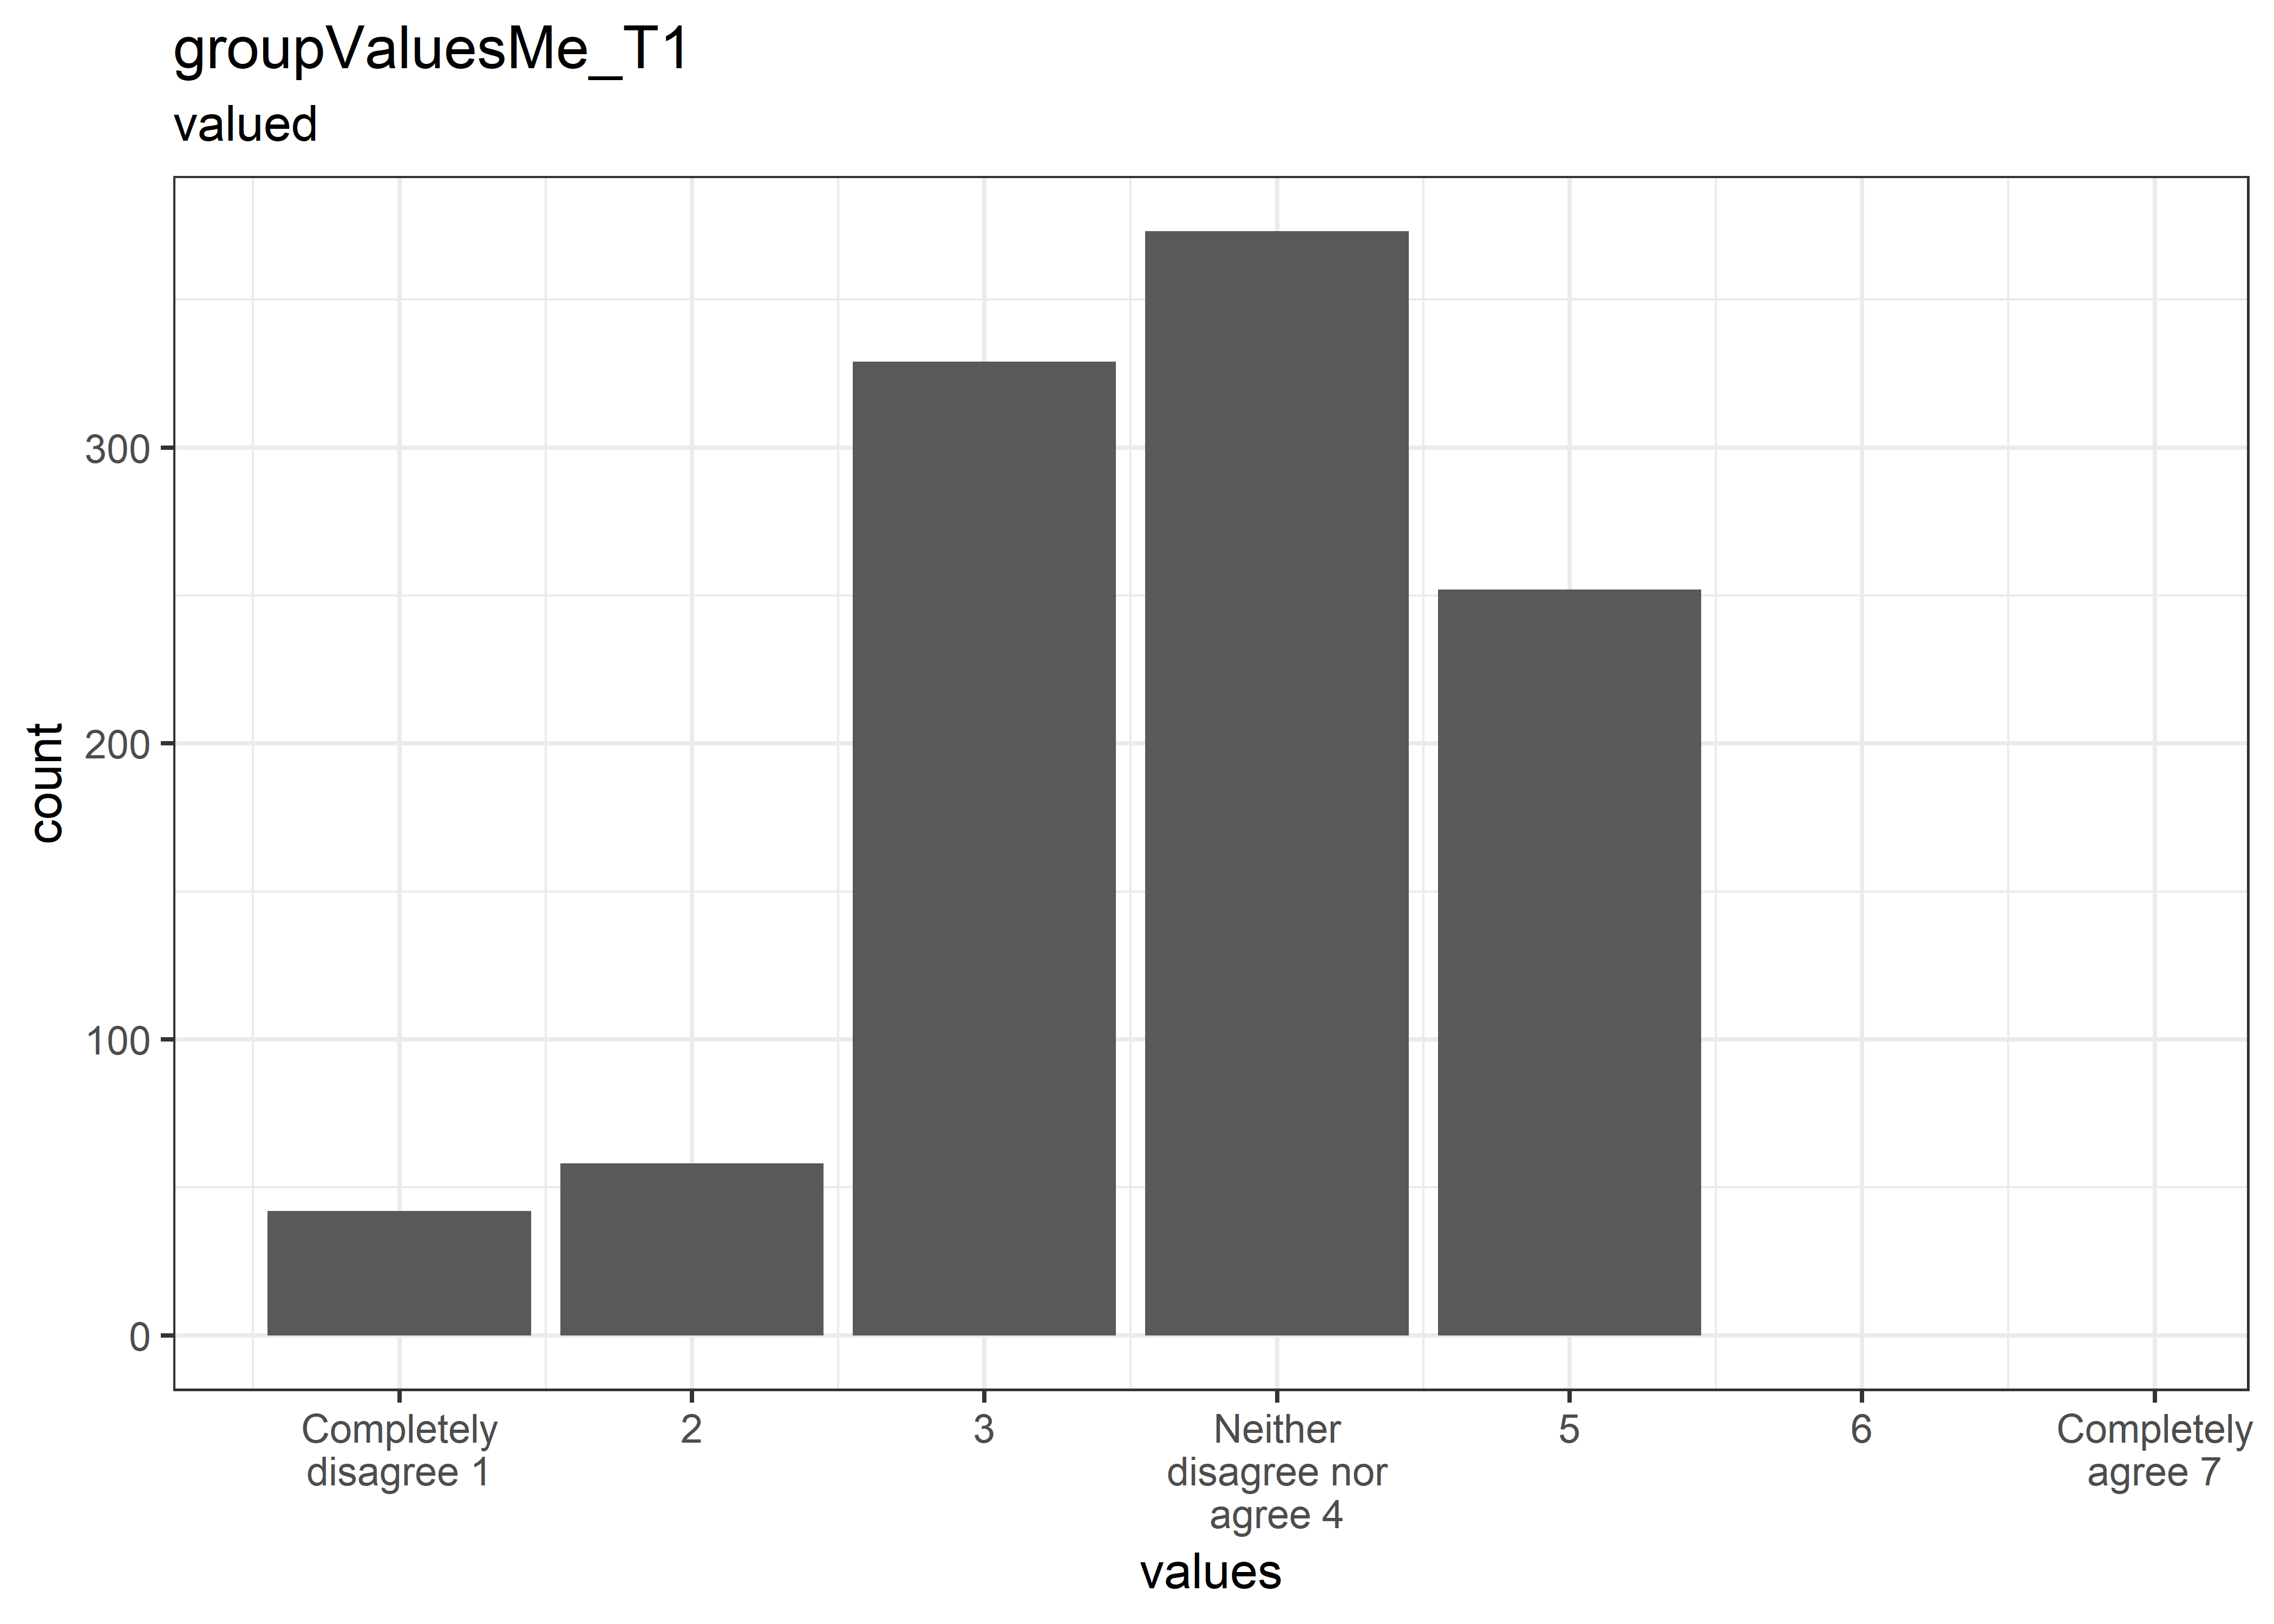 groupValuesMe_T1
valued
count
300
200
100
0
Completely
disagree 1
2
3
Neither
disagree nor
agree 4
5
6
Completely
agree 7
values